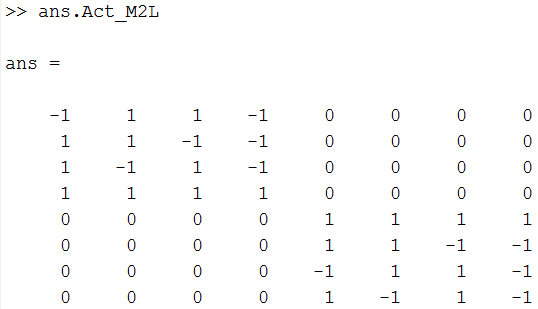 >> ans.Act_M2L
ans =
-1 1 1 -1 0 0 0 0
1 1 -1 -1 0 0 0 0
1 -1 1 -1 0 0 0 0
1 1 1 1 0 0 0 0
0 0 0 0 1 1 1 1
0 0 0 0 1 1 -1 -1
0 0 0 0 -1 1 1 -1
0 0 0 0 1 -1 1 -1